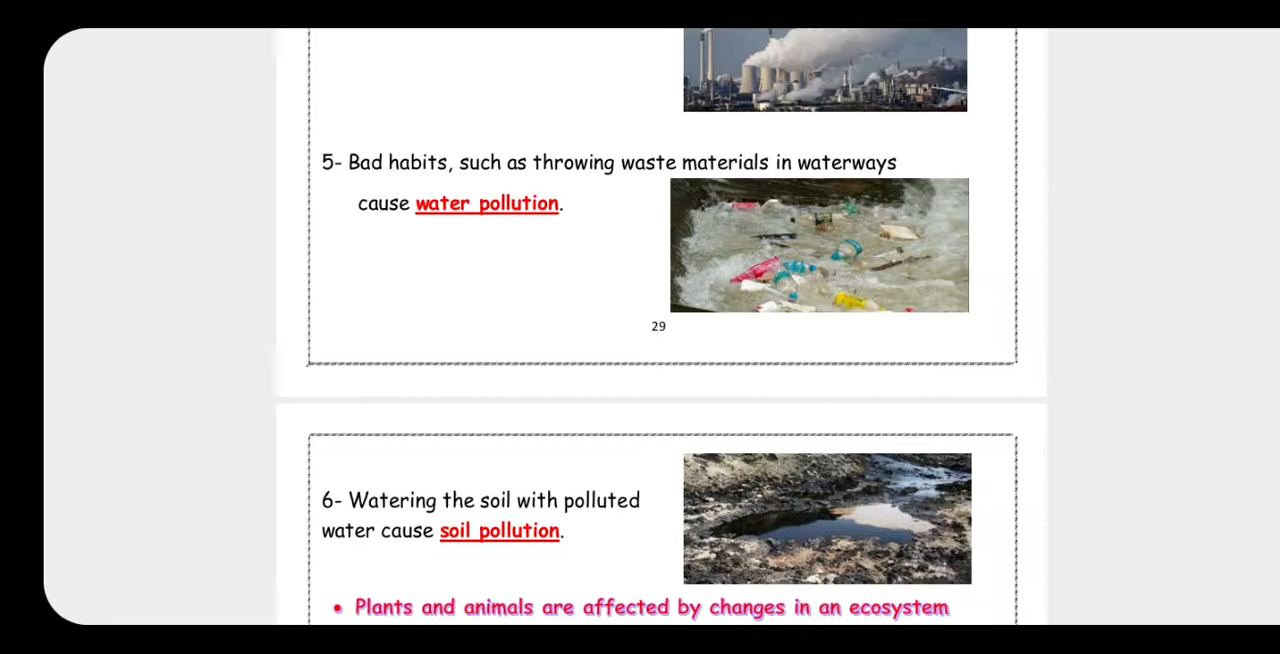 5- Bad habits, such as throwing waste materials in waterways
cause water pollution.
29
6- Watering the soil with polluted
water cause soil pollution.
• Plants and animals are affected by changes in an ecosystem